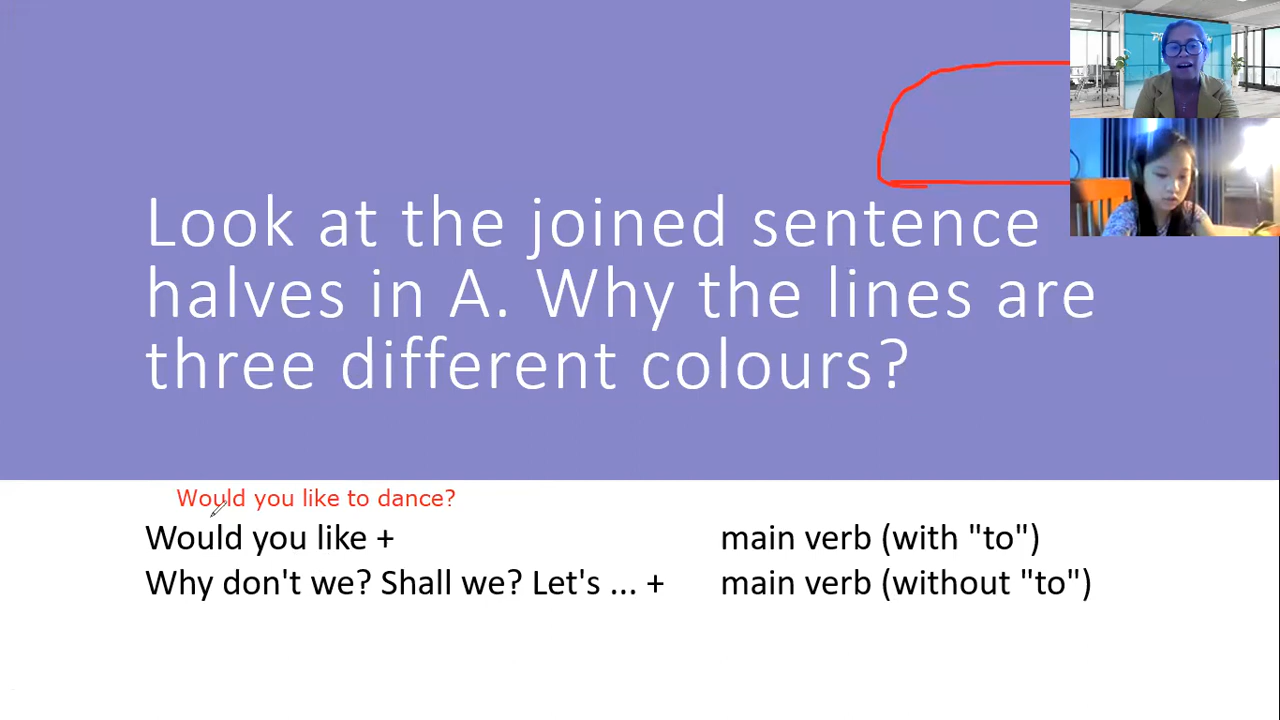 Look at the joined sentence
halves in A. Why the lines are
three different colours?
Would you like to dance?
Would you like + main verb (with "to")
Why don't we? Shall we? Let's ... + main verb (without "to")